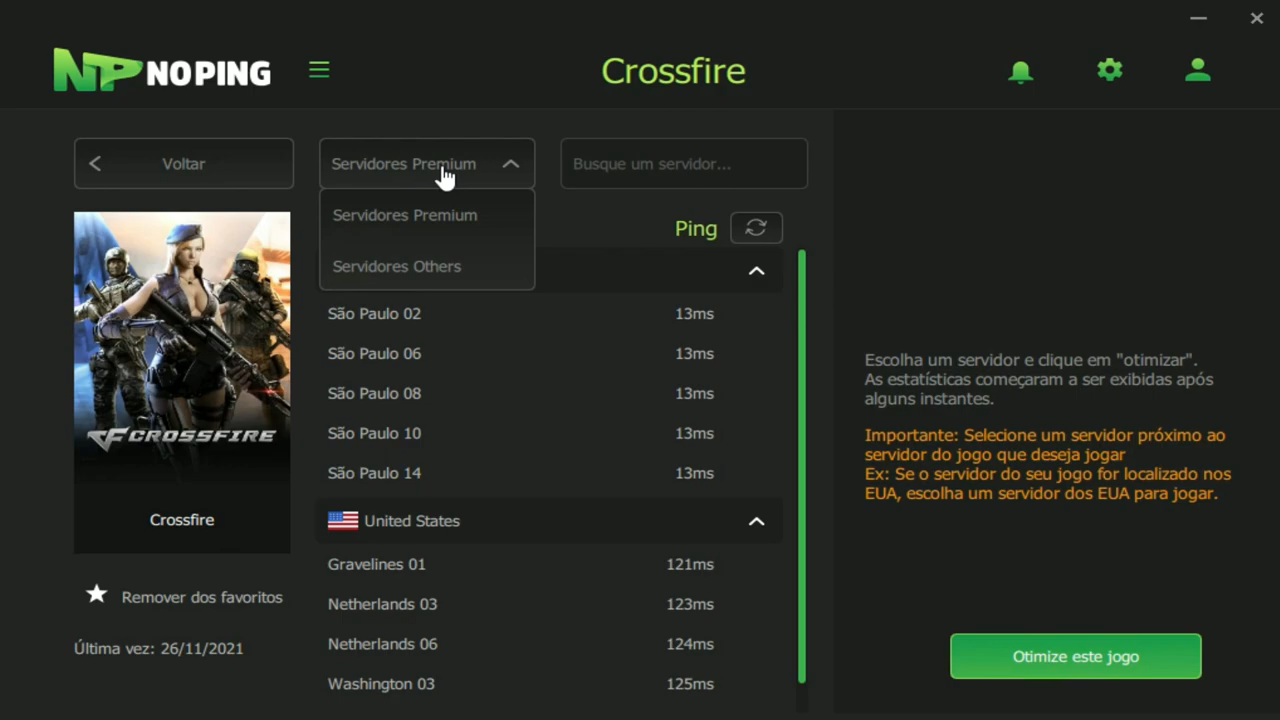 NP NOPING
Crossfire
Voltar
Servidores Premium
Busque um servidor...
Servidores Premium
Servidores Others
Ping
São Paulo 02 13ms
São Paulo 06 13ms
São Paulo 08 13ms
São Paulo 10 13ms
São Paulo 14 13ms
United States
Gravelines 01 121ms
Netherlands 03 123ms
Netherlands 06 124ms
Washington 03 125ms
CF CROSSFIRE
Crossfire
Remover dos favoritos
Última vez: 26/11/2021
Escolha um servidor e clique em "otimizar".
As estatísticas começaram a ser exibidas após
alguns instantes.
Importante: Selecione um servidor próximo ao
servidor do jogo que deseja jogar
Ex: Se o servidor do seu jogo for localizado nos
EUA, escolha um servidor dos EUA para jogar.
Otimize este jogo